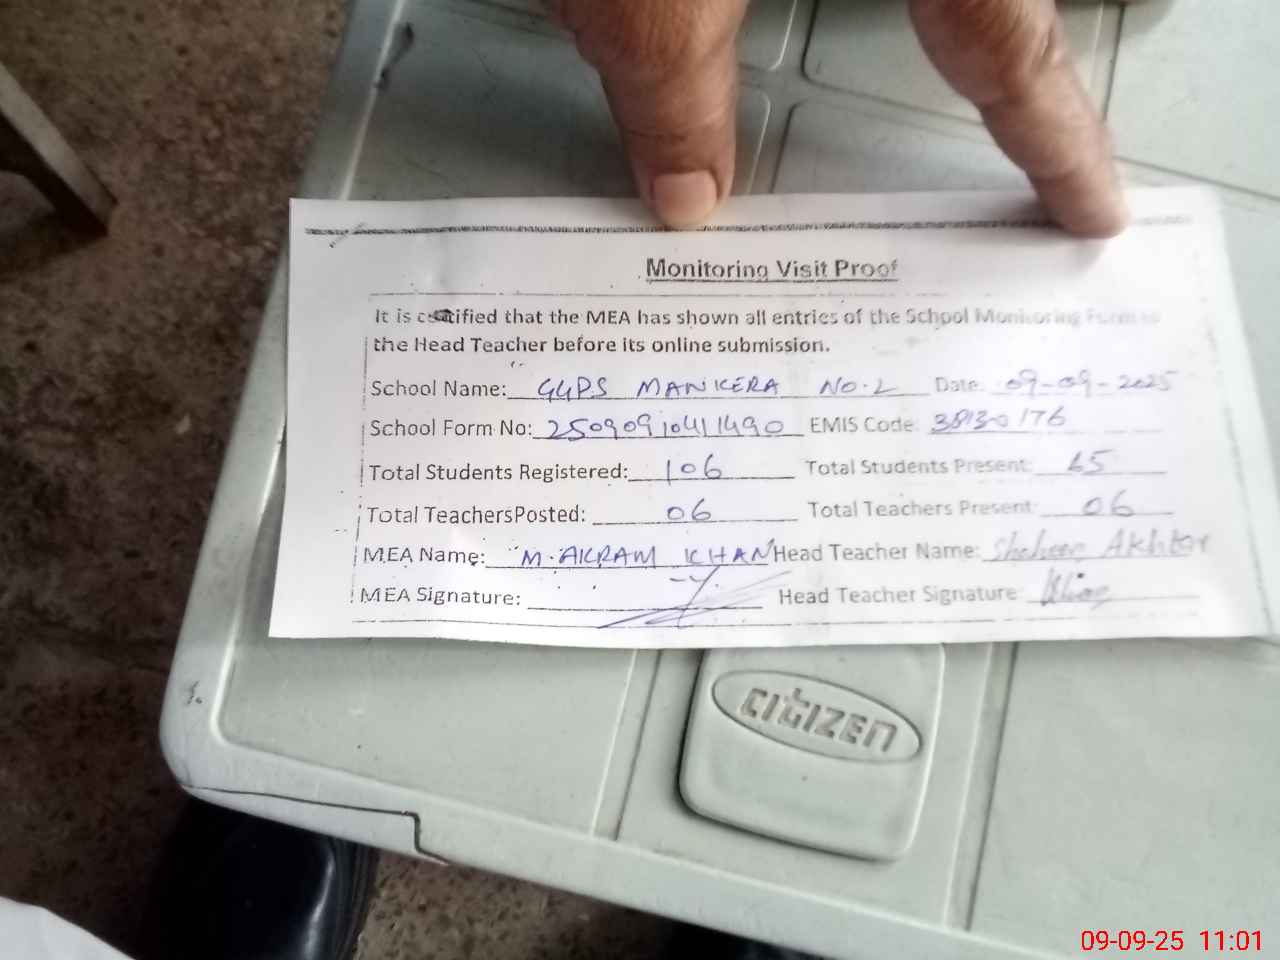 Monitoring Visit Proof
It is certified that the MEA has shown all entries of the School Monitoring Form to
the Head Teacher before its online submission.
School Name: GGPS MANKERA NO.2 Date: 09-09-2025
School Form No: 25090910411490 EMIS Code: 38130176
Total Students Registered: 106 Total Students Present: 65
Total TeachersPosted: 06 Total Teachers Present: 06
MEA Name: M. AKRAM KHAN Head Teacher Name: Shaheen Akhtar
MEA Signature: Head Teacher Signature:
CITIZEN
09-09-25 11:01